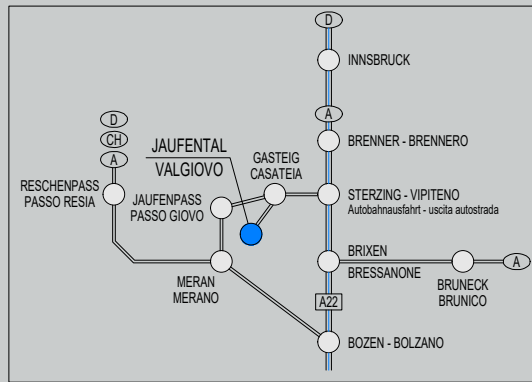 D
INNSBRUCK
A
BRENNER - BRENNERO
D
CH
A
JAUFENTAL
VALGIOVO
GASTEIG
CASATEIA
RESCHENPASS
PASSO RESIA
JAUFENPASS
PASSO GIOVO
STERZING - VIPITENO
Autobahnausfahrt - uscita autostrada
BRIXEN
BRESSANONE
MERAN
MERANO
BRUNECK
BRUNICO
A
A22
BOZEN - BOLZANO